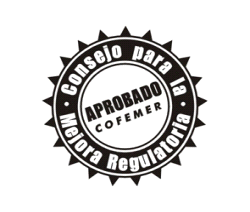 Consejo para la
APROBADO
COFEMER
Mejora Regulatoria